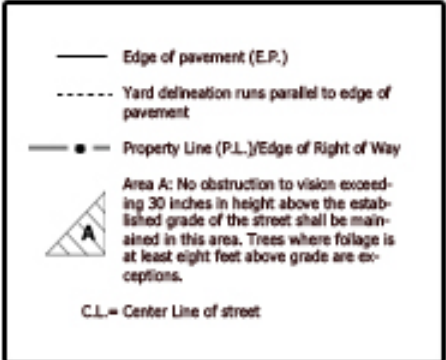 Edge of pavement (E.P.)
Yard delineation runs parallel to edge of
pavement
Property Line (P.L.)/Edge of Right of Way
Area A: No obstruction to vision exceed-
ing 30 inches in height above the estab-
lished grade of the street shall be main-
ained in this area. Trees where foliage is
at least eight feet above grade are ex-
ceptions.
A
C.L.= Center Line of street